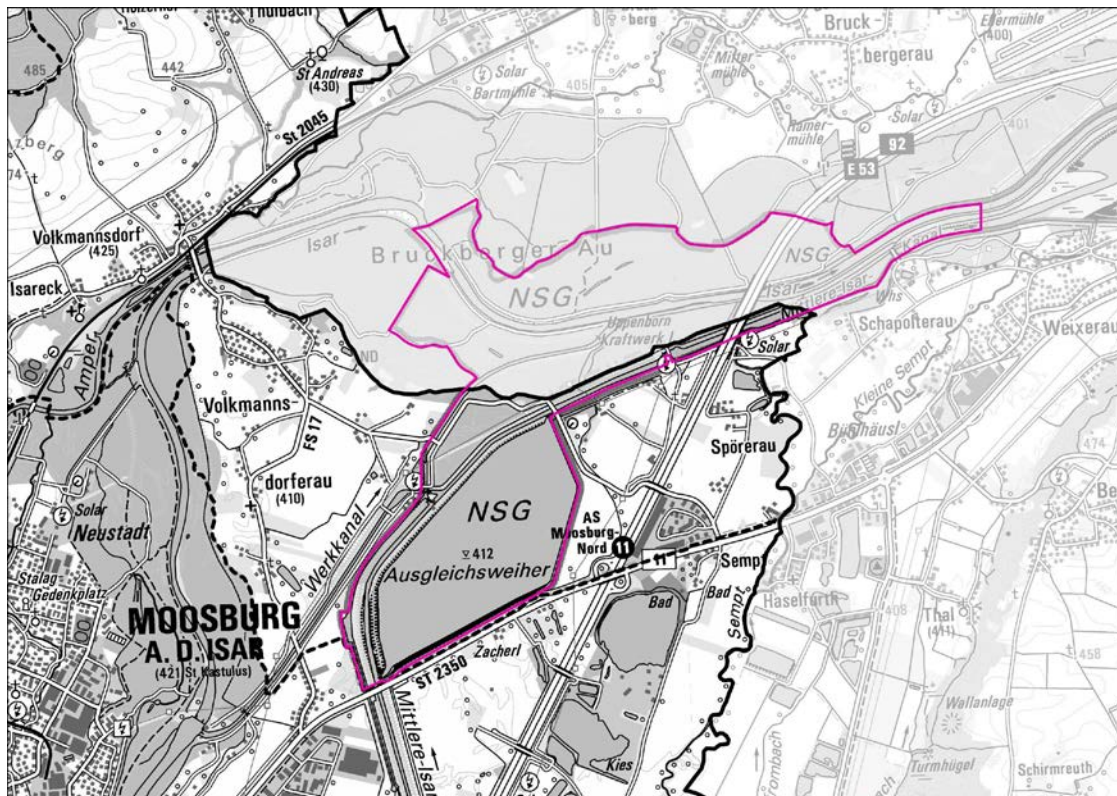 Thulbach
485
442
St Andreas
(430)
Solar
Bartmühle
405
Mitter
mühle
berg
Bruck-
bergerau
Ellermühle
(400)
Solar
Ramer-
mühle
92
E 53
401
St 2045
Volkmannsdorf
(425)
Isareck
Isar
Bruckberger Au
NSG
NSG
Isar
Kanal
Mittlere-Isar
Whs
Uppenborn
Kraftwerk I
Solar
Schapolterau
Weixerau
ND
Amper
Volkmanns-
dorferau
(410)
FS 17
Kleine Sempt
Spörerau
474
Solar
Neustadt
Werkkanal
NSG
412
Ausgleichsweiher
AS
Moosburg-
Nord
11
11
Sempt
Stalag-
Gedenkplatz
MOOSBURG
A. D. ISAR
(421 St Kastulus)
Bad
Bad
Sempt
Haselfurth
408
Thal
(411)
458
Zacherl
ST 2350
Mittlere-Isar
Kies
Wallanlage
Turmhügel
Schirmreuth